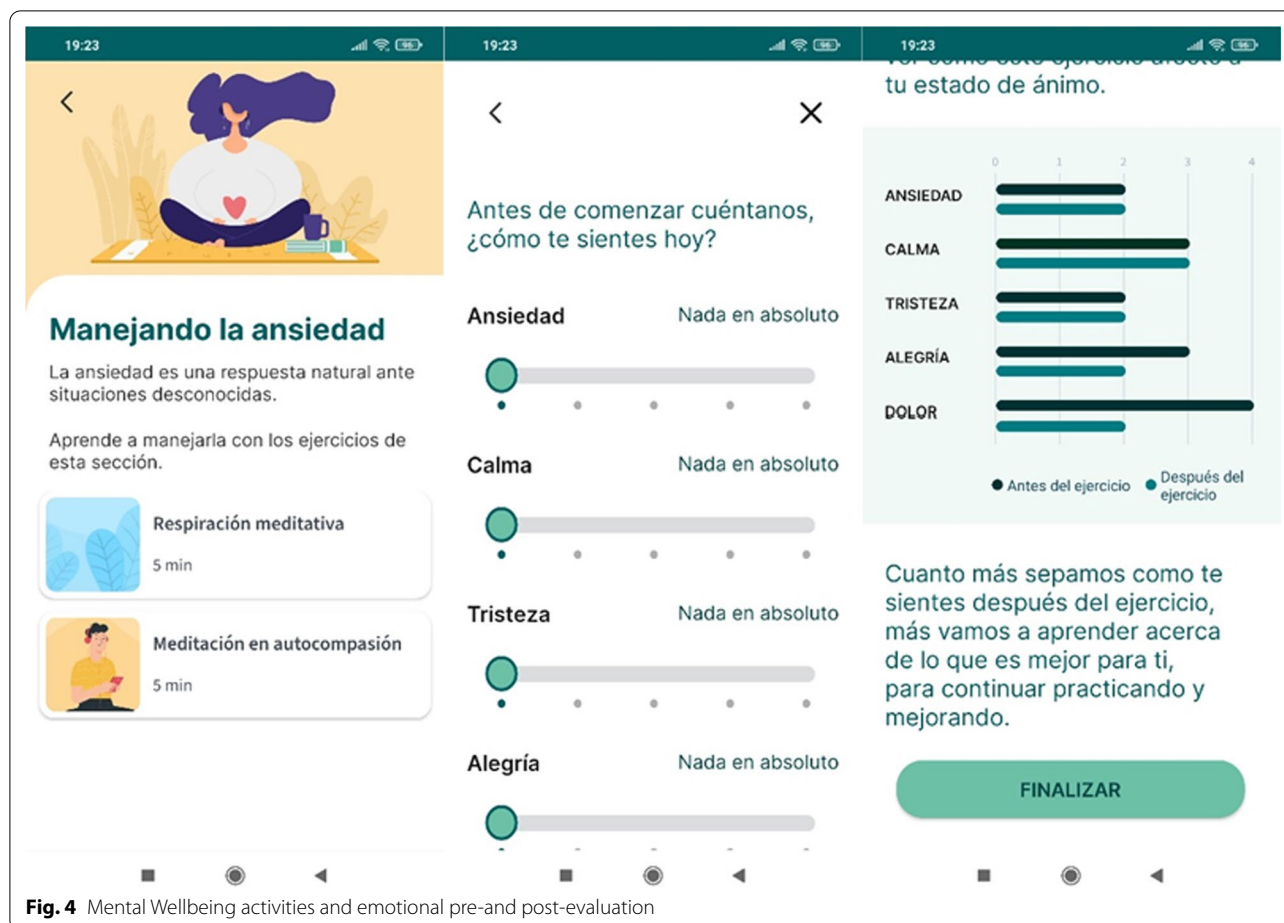 19:23
96
Manejando la ansiedad
La ansiedad es una respuesta natural ante
situaciones desconocidas.
Aprende a manejarla con los ejercicios de
esta sección.
Respiración meditativa
5 min
Meditación en autocompasión
5 min
19:23
96
Antes de comenzar cuéntanos,
¿cómo te sientes hoy?
Ansiedad Nada en absoluto
Calma Nada en absoluto
Tristeza Nada en absoluto
Alegría Nada en absoluto
19:23
96
tu estado de ánimo.
0 1 2 3 4
ANSIEDAD
CALMA
TRISTEZA
ALEGRÍA
DOLOR
Antes del ejercicio Después del
ejercicio
Cuanto más sepamos como te
sientes después del ejercicio,
más vamos a aprender acerca
de lo que es mejor para ti,
para continuar practicando y
mejorando.
FINALIZAR
Fig. 4 Mental Wellbeing activities and emotional pre-and post-evaluation